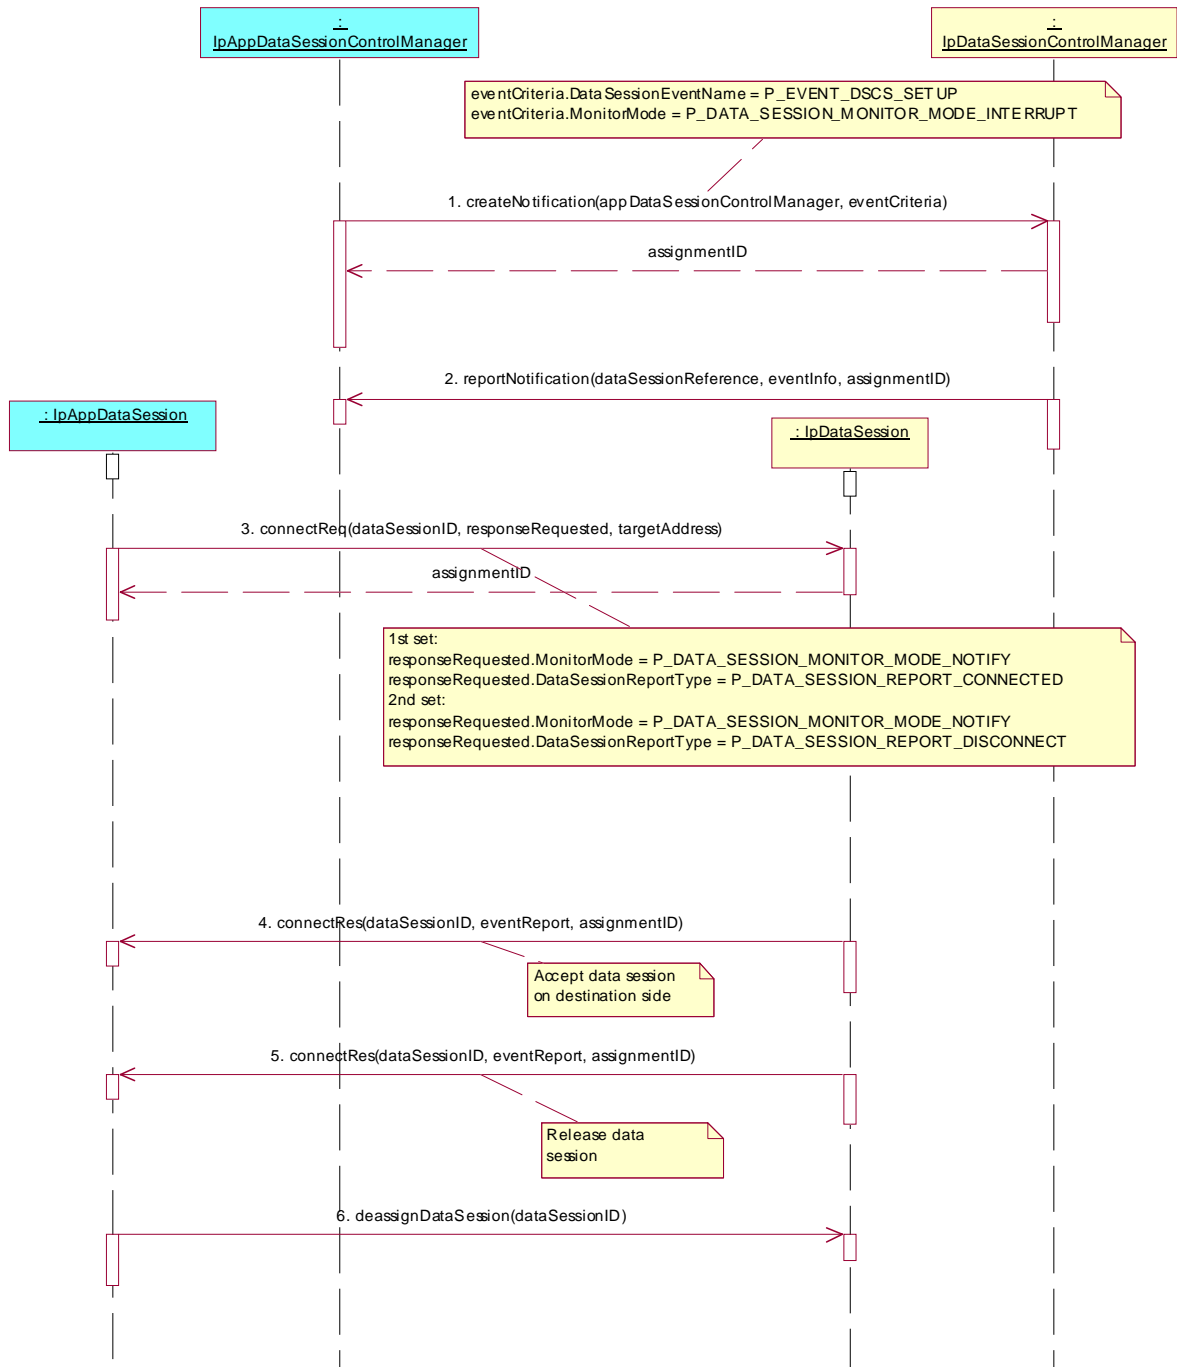 :
IpAppDataSessionControlManager
:
IpDataSessionControlManager
eventCriteria.DataSessionEventName = P_EVENT_DSCS_SETUP
eventCriteria.MonitorMode = P_DATA_SESSION_MONITOR_MODE_INTERRUPT
1. createNotification(appDataSessionControlManager, eventCriteria)
assignmentID
2. reportNotification(dataSessionReference, eventInfo, assignmentID)
: IpAppDataSession
: IpDataSession
3. connectReq(dataSessionID, responseRequested, targetAddress)
assignmentID
1st set:
responseRequested.MonitorMode = P_DATA_SESSION_MONITOR_MODE_NOTIFY
responseRequested.DataSessionReportType = P_DATA_SESSION_REPORT_CONNECTED
2nd set:
responseRequested.MonitorMode = P_DATA_SESSION_MONITOR_MODE_NOTIFY
responseRequested.DataSessionReportType = P_DATA_SESSION_REPORT_DISCONNECT
4. connectRes(dataSessionID, eventReport, assignmentID)
Accept data session
on destination side
5. connectRes(dataSessionID, eventReport, assignmentID)
Release data
session
6. deassignDataSession(dataSessionID)